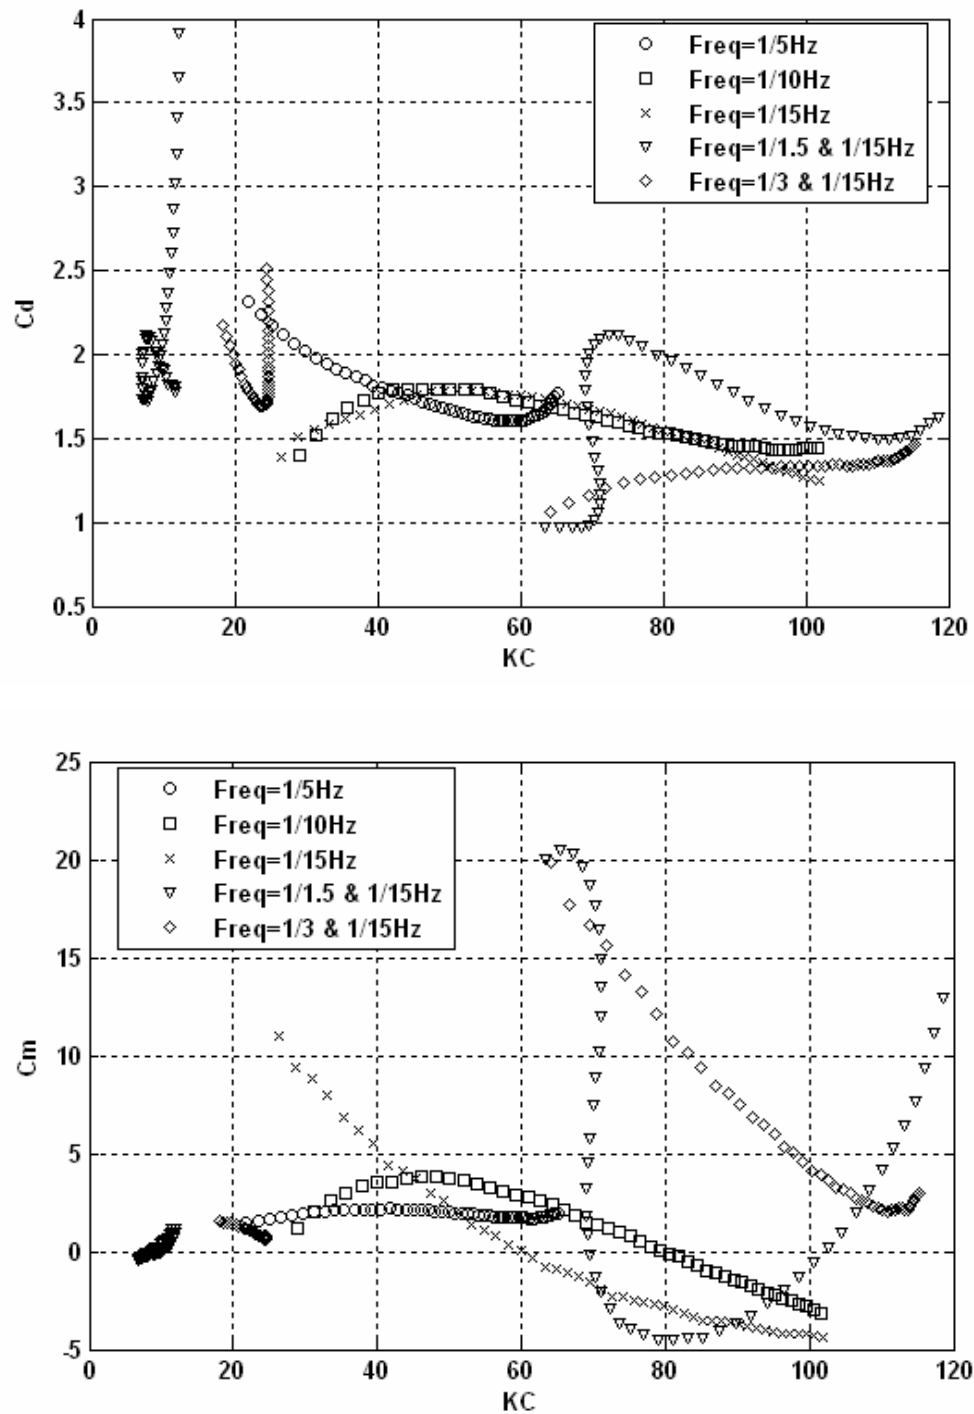 4
3.5
3
2.5
2
1.5
1
0.5
Cd
Freq=1/5Hz
Freq=1/10Hz
Freq=1/15Hz
Freq=1/1.5 & 1/15Hz
Freq=1/3 & 1/15Hz
0 20 40 60 80 100 120
KC
25
20
15
10
5
0
-5
Cm
Freq=1/5Hz
Freq=1/10Hz
Freq=1/15Hz
Freq=1/1.5 & 1/15Hz
Freq=1/3 & 1/15Hz
0 20 40 60 80 100 120
KC